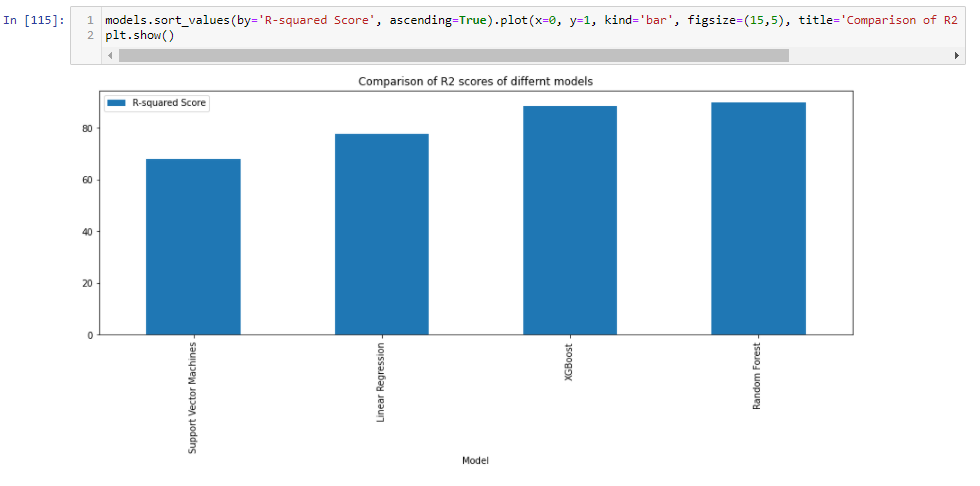 In [115]:
1 models.sort_values(by='R-squared Score', ascending=True).plot(x=0, y=1, kind='bar', figsize=(15,5), title='Comparison of R2
2 plt.show()
Comparison of R2 scores of differnt models
R-squared Score
80
60
40
20
0
Support Vector Machines
Linear Regression
XGBoost
Random Forest
Model